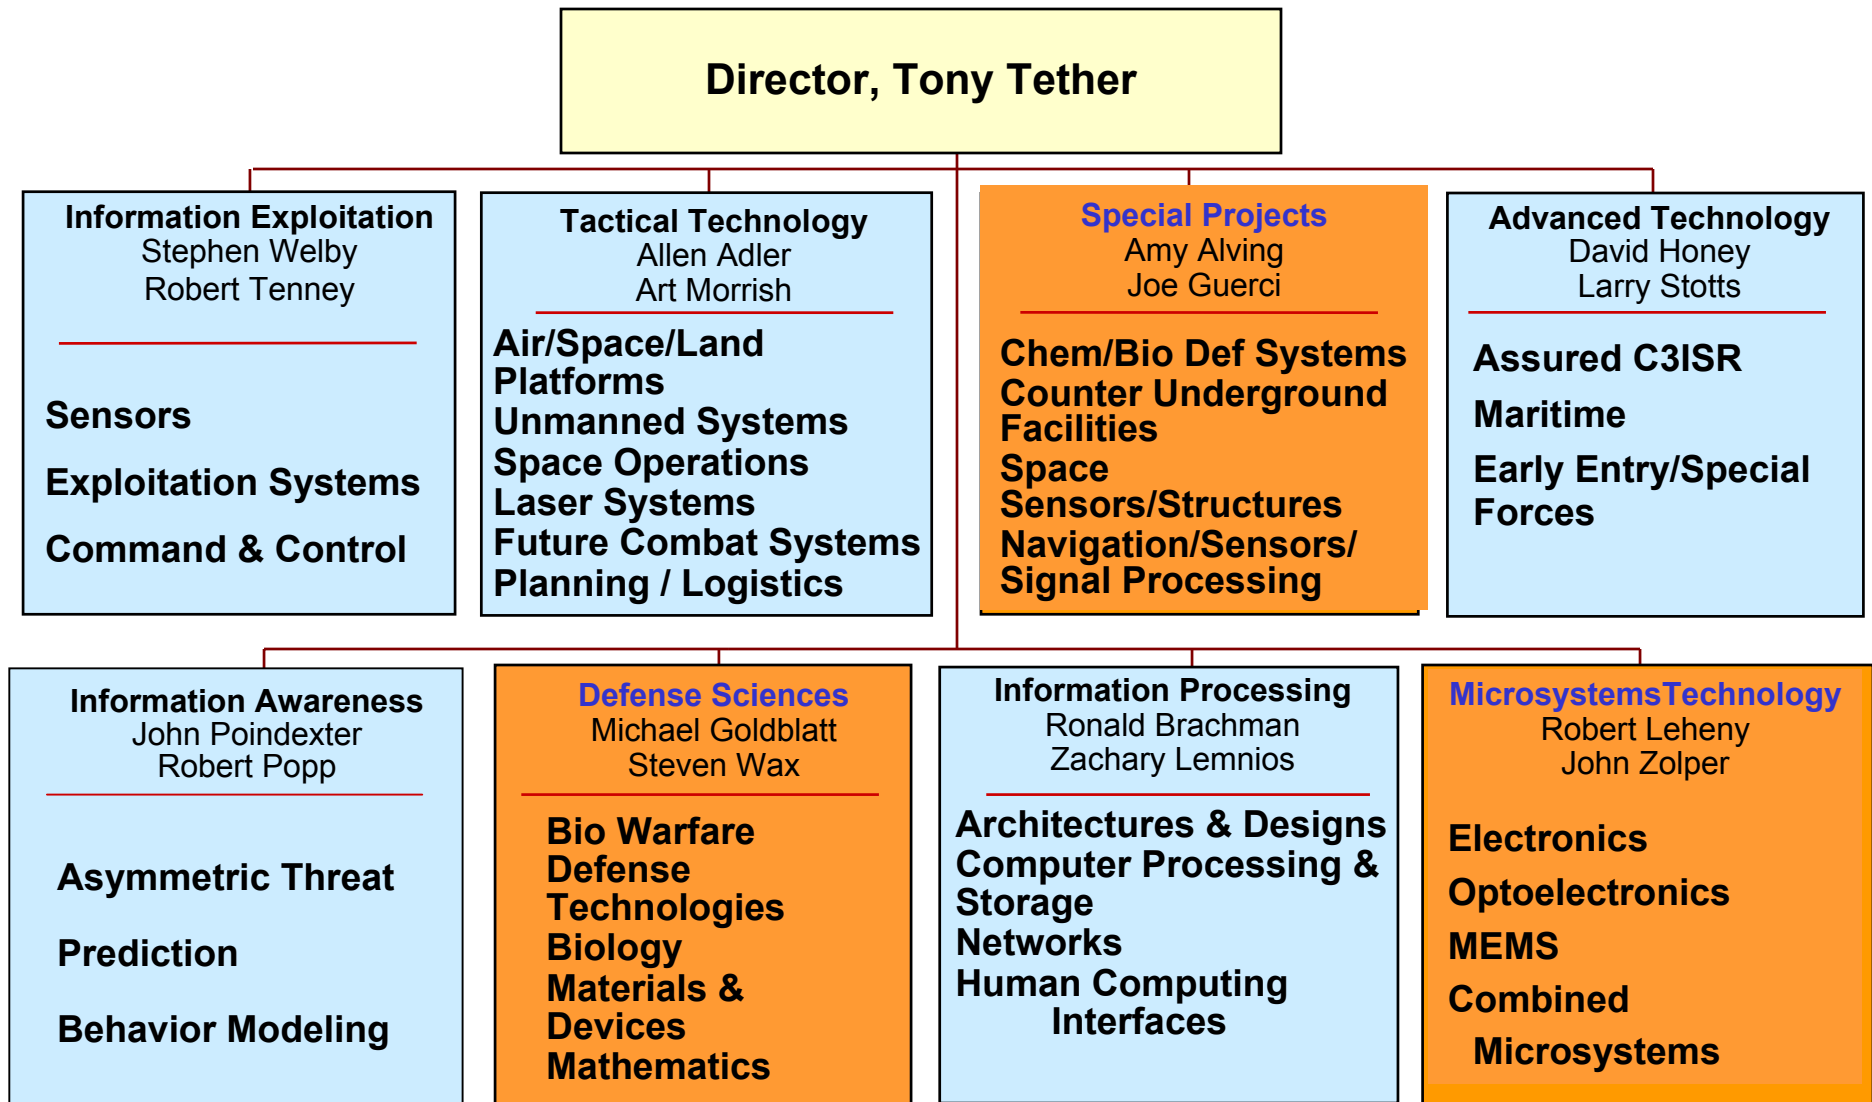 Director, Tony Tether
Information Exploitation
Stephen Welby
Robert Tenney
Sensors
Exploitation Systems
Command & Control
Tactical Technology
Allen Adler
Art Morrish
Air/Space/Land
Platforms
Unmanned Systems
Space Operations
Laser Systems
Future Combat Systems
Planning / Logistics
Special Projects
Amy Alving
Joe Guerci
Chem/Bio Def Systems
Counter Underground
Facilities
Space
Sensors/Structures
Navigation/Sensors/
Signal Processing
Advanced Technology
David Honey
Larry Stotts
Assured C3ISR
Maritime
Early Entry/Special
Forces
Information Awareness
John Poindexter
Robert Popp
Asymmetric Threat
Prediction
Behavior Modeling
Defense Sciences
Michael Goldblatt
Steven Wax
Bio Warfare
Defense
Technologies
Biology
Materials &
Devices
Mathematics
Information Processing
Ronald Brachman
Zachary Lemnios
Architectures & Designs
Computer Processing &
Storage
Networks
Human Computing
Interfaces
MicrosystemsTechnology
Robert Leheny
John Zolper
Electronics
Optoelectronics
MEMS
Combined
Microsystems